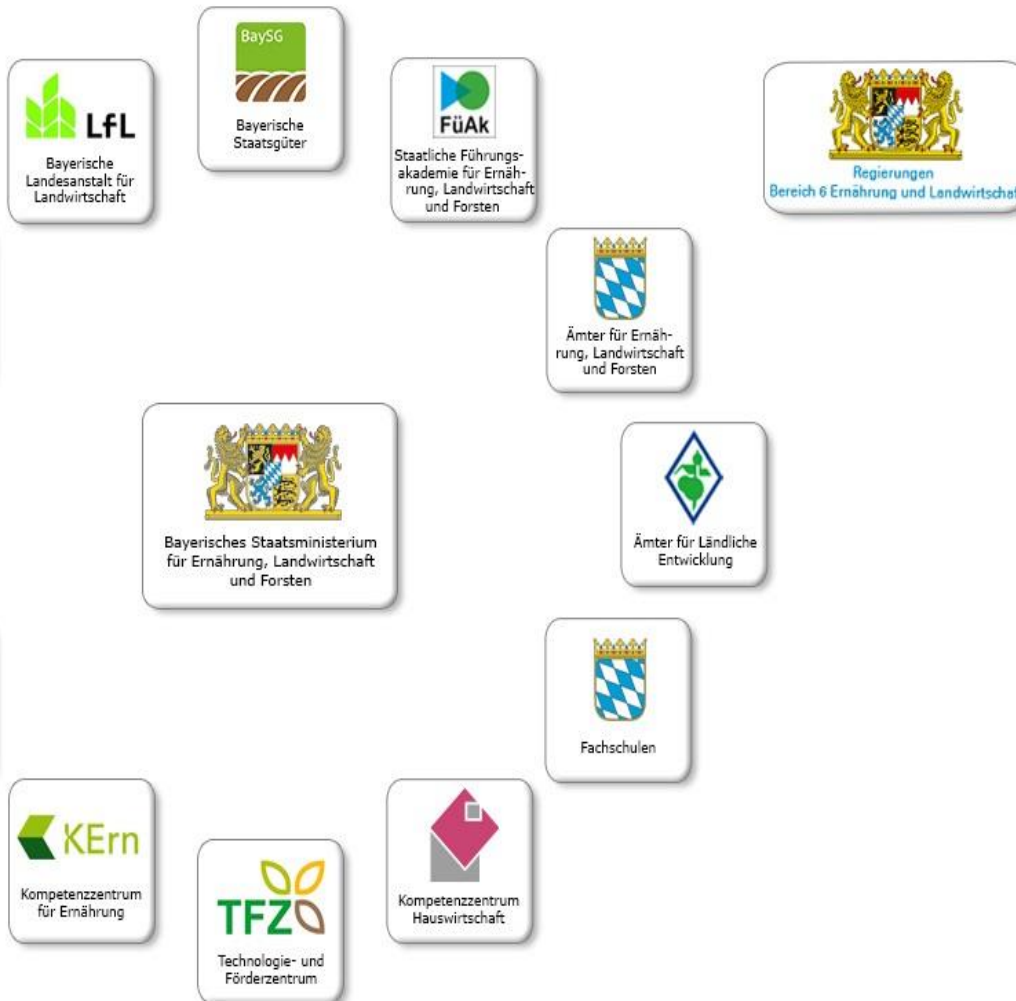 BaySG
Bayerische
Staatsgüter
LfL
Bayerische
Landesanstalt für
Landwirtschaft
FüAk
Staatliche Führungs-
akademie für Ernäh-
rung, Landwirtschaft
und Forsten
Regierungen
Bereich 6 Ernährung und Landwirtschaf
Ämter für Ernäh-
rung, Landwirtschaft
und Forsten
Bayerisches Staatsministerium
für Ernährung, Landwirtschaft
und Forsten
Ämter für Ländliche
Entwicklung
Fachschulen
KErn
Kompetenzzentrum
für Ernährung
TFZ
Technologie- und
Förderzentrum
Kompetenzzentrum
Hauswirtschaft